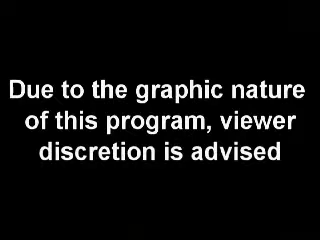 Due to the graphic nature
of this program, viewer
discretion is advised